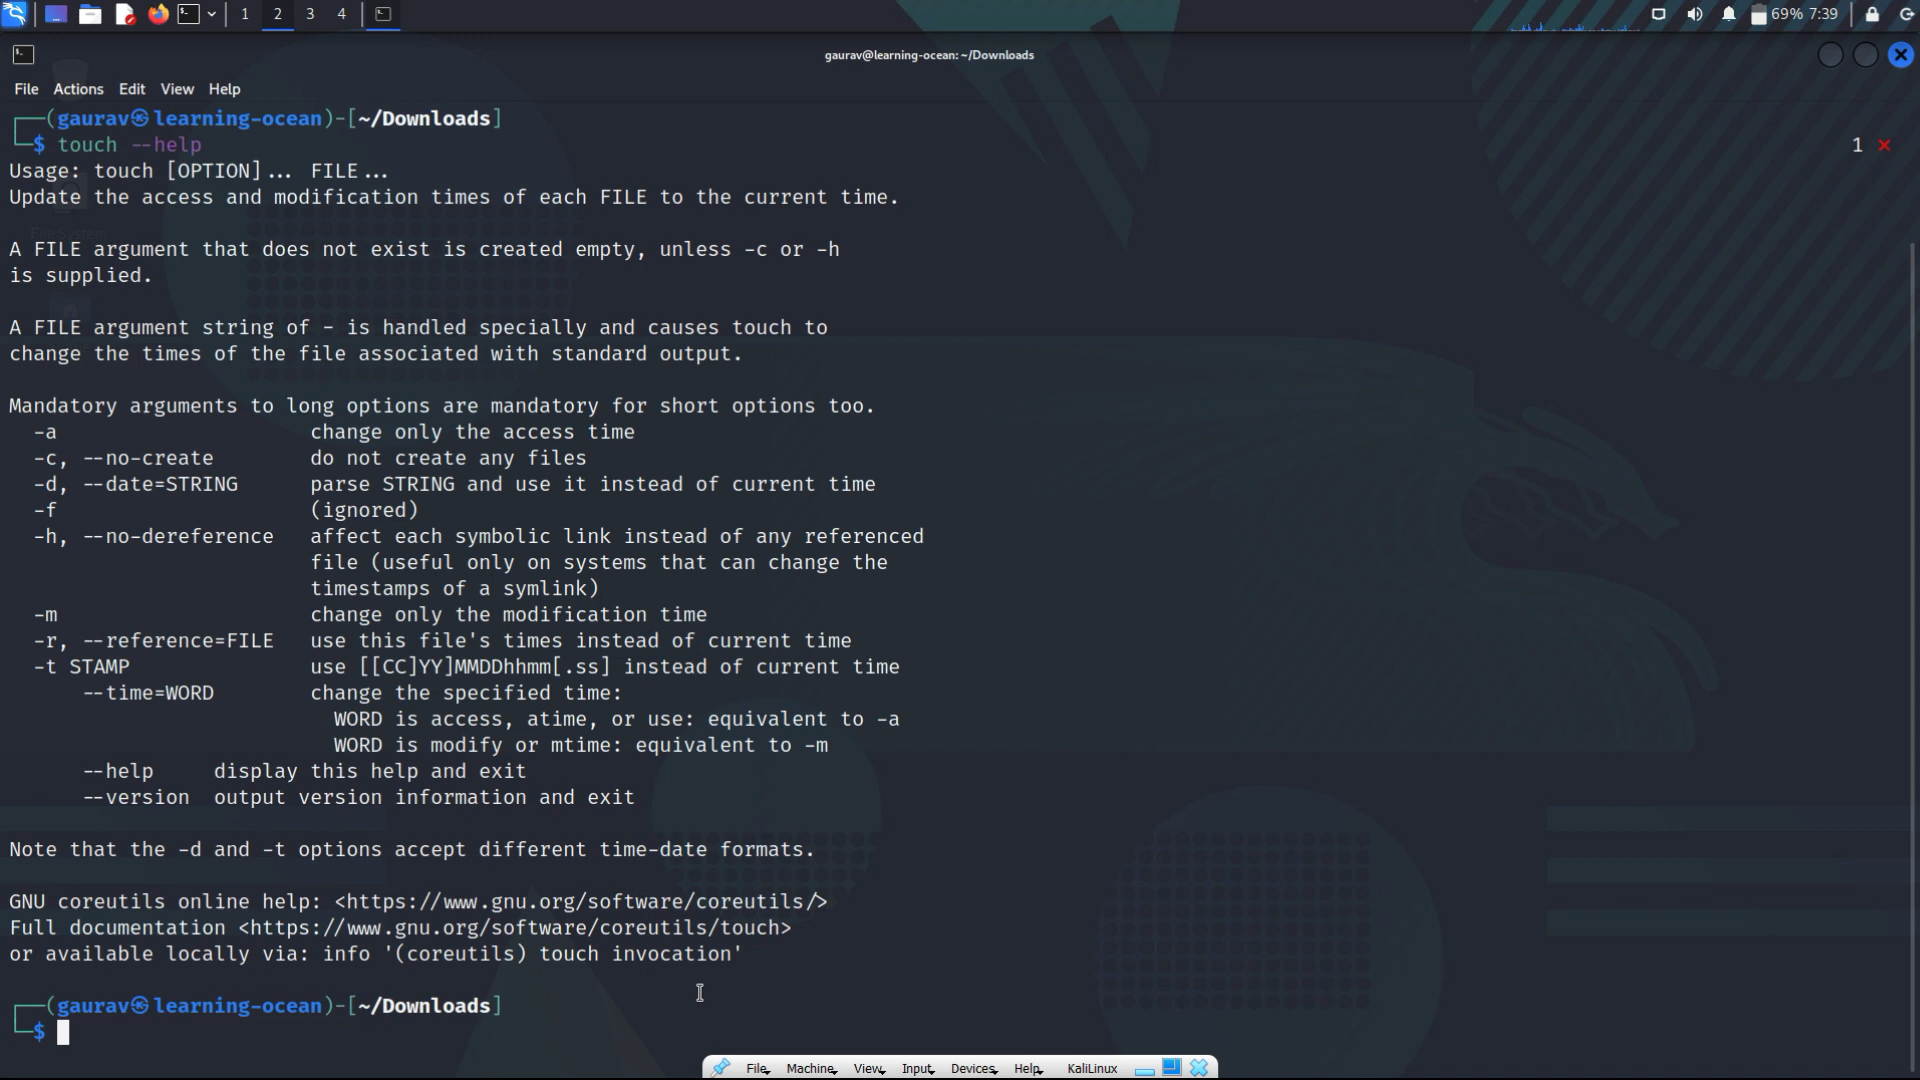 1 2 3 4
69% 7:39
gaurav@learning-ocean: ~/Downloads
File Actions Edit View Help
(gaurav㉿learning-ocean)-[~/Downloads]
$ touch --help
1 ✕
Usage: touch [OPTION]... FILE...
Update the access and modification times of each FILE to the current time.
A FILE argument that does not exist is created empty, unless -c or -h
is supplied.
A FILE argument string of - is handled specially and causes touch to
change the times of the file associated with standard output.
Mandatory arguments to long options are mandatory for short options too.
-a change only the access time
-c, --no-create do not create any files
-d, --date=STRING parse STRING and use it instead of current time
-f (ignored)
-h, --no-dereference affect each symbolic link instead of any referenced
file (useful only on systems that can change the
timestamps of a symlink)
-m change only the modification time
-r, --reference=FILE use this file's times instead of current time
-t STAMP use [[CC]YY]MMDDhhmm[.ss] instead of current time
--time=WORD change the specified time:
WORD is access, atime, or use: equivalent to -a
WORD is modify or mtime: equivalent to -m
--help display this help and exit
--version output version information and exit
Note that the -d and -t options accept different time-date formats.
GNU coreutils online help: <https://www.gnu.org/software/coreutils/>
Full documentation <https://www.gnu.org/software/coreutils/touch>
or available locally via: info '(coreutils) touch invocation'
(gaurav㉿learning-ocean)-[~/Downloads]
$
File Machine View Input Devices Help KaliLinux